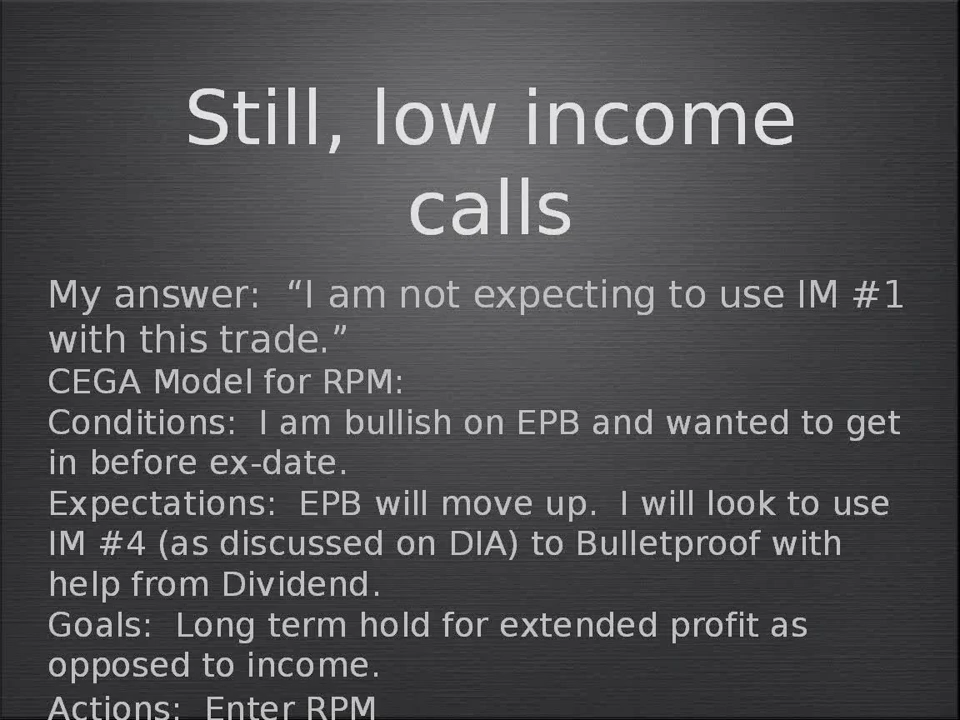 Still, low income
calls
My answer:  “I am not expecting to use IM #1
with this trade.”
CEGA Model for RPM:
Conditions:  I am bullish on EPB and wanted to get
in before ex-date.
Expectations:  EPB will move up.  I will look to use
IM #4 (as discussed on DIA) to Bulletproof with
help from Dividend.
Goals:  Long term hold for extended profit as
opposed to income.
Actions:  Enter RPM